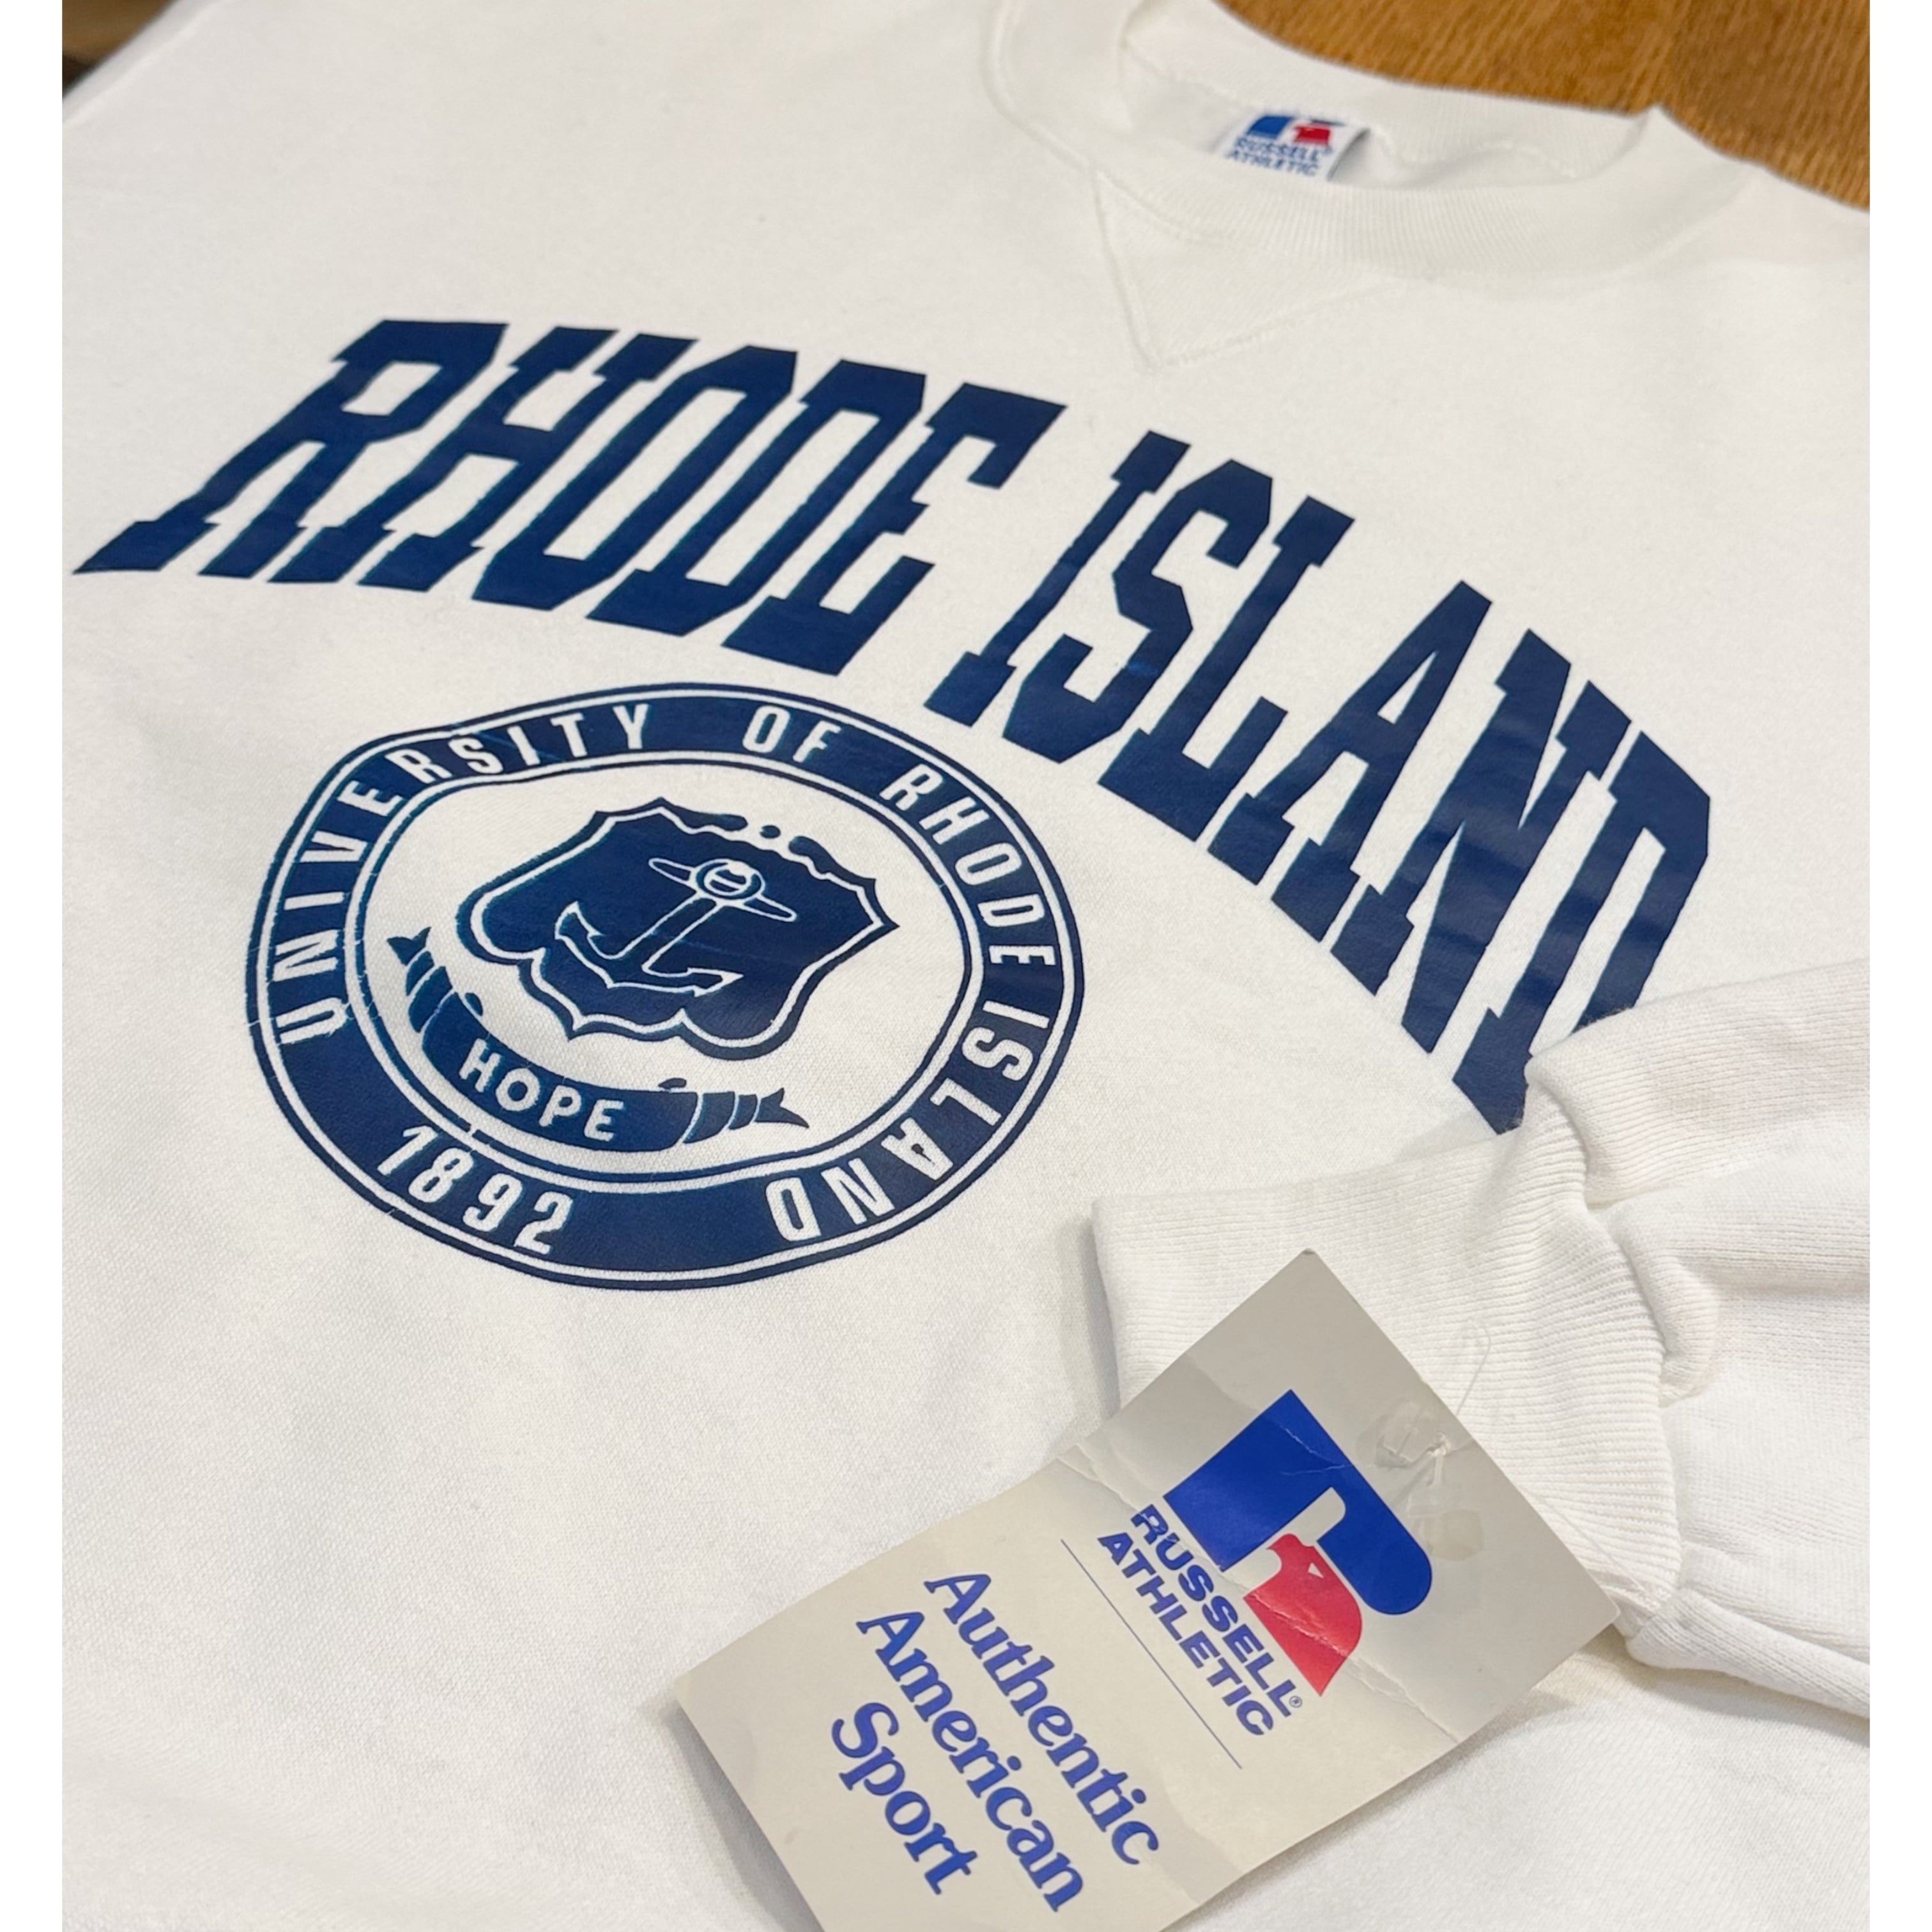 RUSSELL
ATHLETIC
RHODE ISLAND
UNIVERSITY OF RHODE ISLAND
HOPE
1892
RUSSELL®
ATHLETIC
Authentic
American
Sport